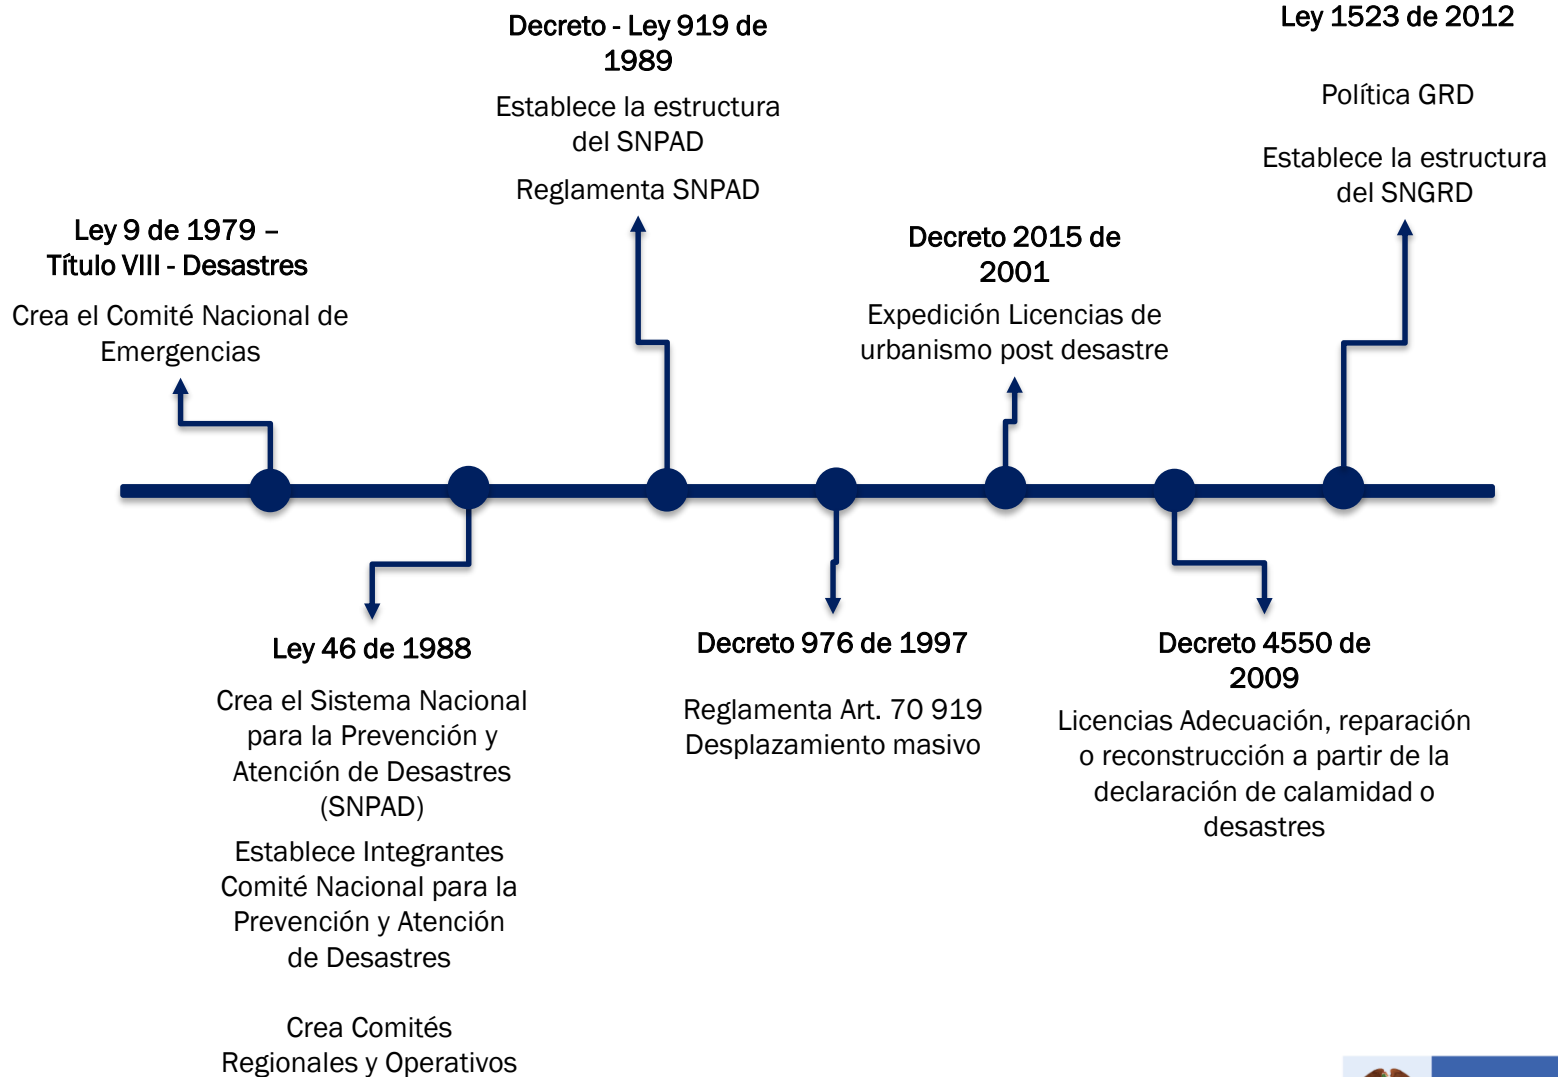 Ley 9 de 1979 –
Título VIII - Desastres
Crea el Comité Nacional de
Emergencias
Ley 46 de 1988
Crea el Sistema Nacional
para la Prevención y
Atención de Desastres
(SNPAD)
Establece Integrantes
Comité Nacional para la
Prevención y Atención
de Desastres
Crea Comités
Regionales y Operativos
Decreto - Ley 919 de
1989
Establece la estructura
del SNPAD
Reglamenta SNPAD
Decreto 976 de 1997
Reglamenta Art. 70 919
Desplazamiento masivo
Decreto 2015 de
2001
Expedición Licencias de
urbanismo post desastre
Decreto 4550 de
2009
Licencias Adecuación, reparación
o reconstrucción a partir de la
declaración de calamidad o
desastres
Ley 1523 de 2012
Política GRD
Establece la estructura
del SNGRD